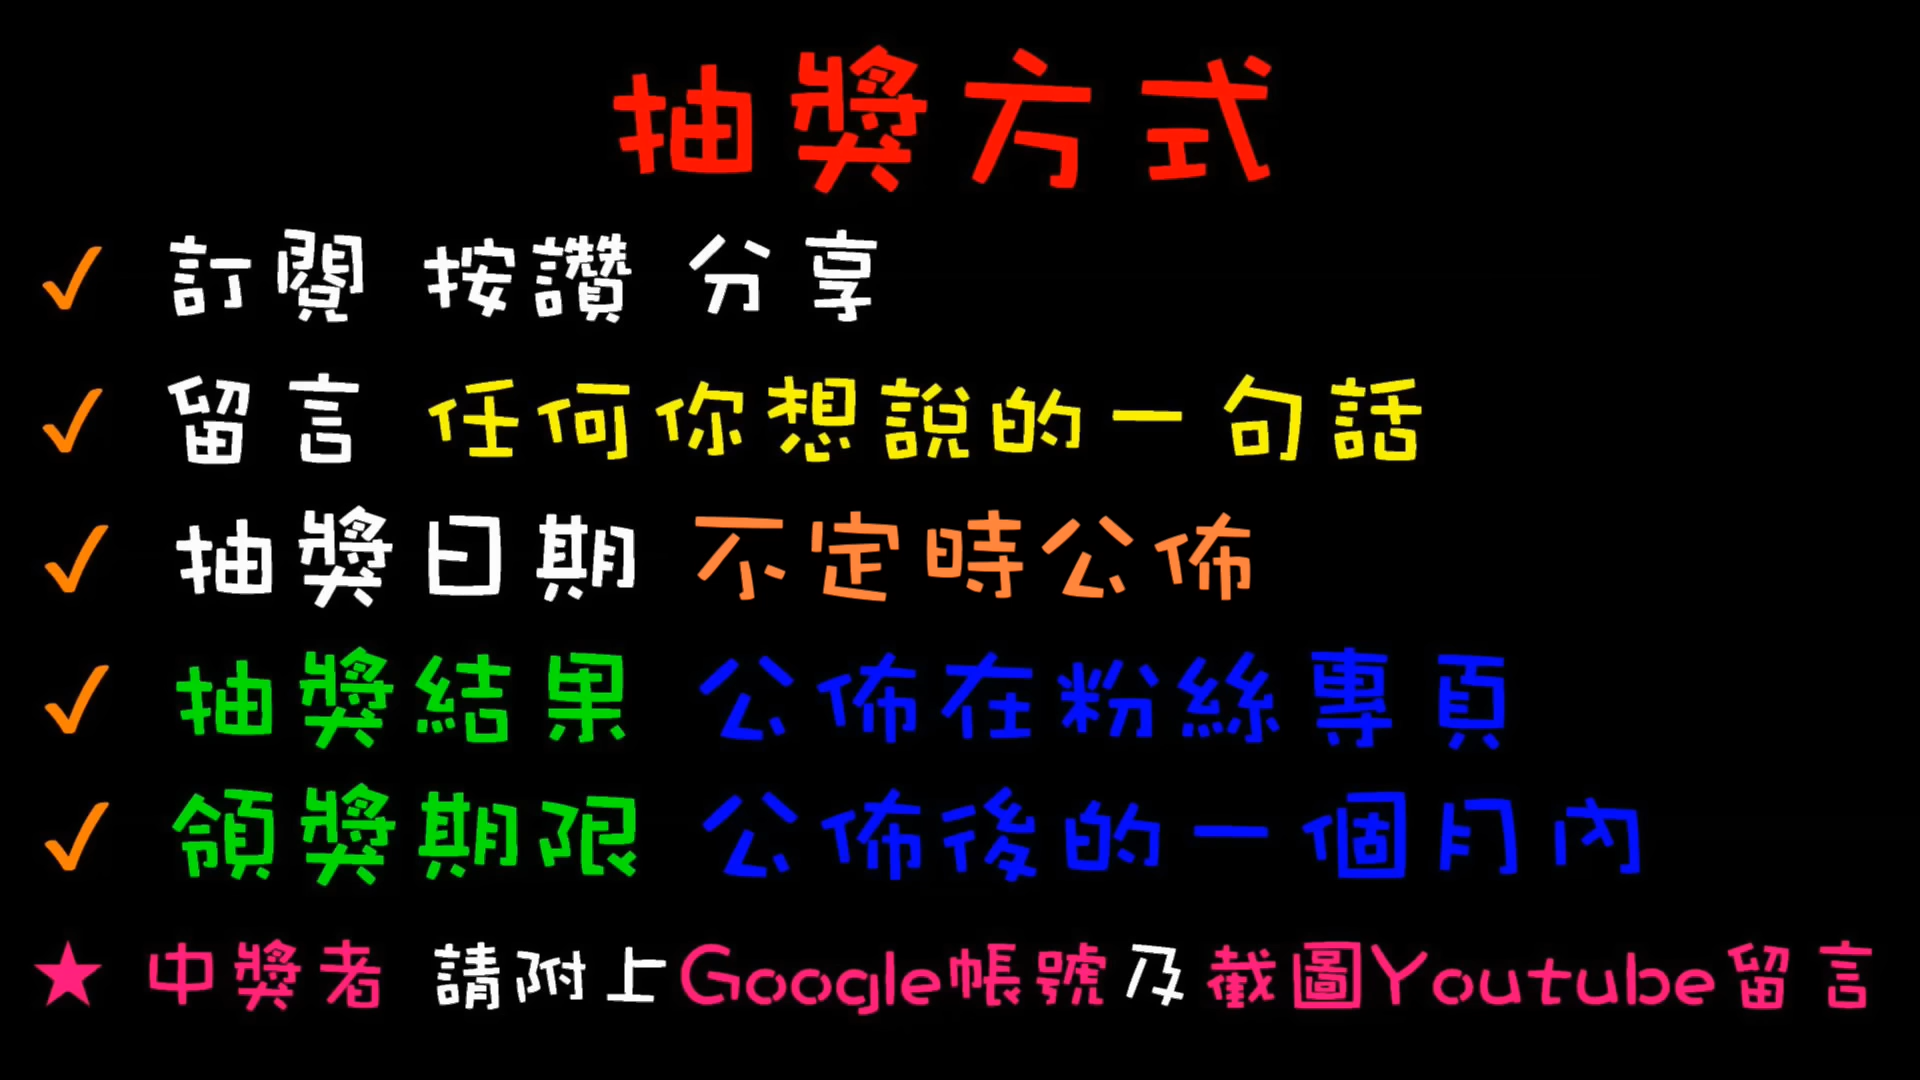 抽獎方式
✓ 訂閱 按讚 分享
✓ 留言 任何你想說的一句話
✓ 抽獎日期 不定時公佈
✓ 抽獎結果 公佈在粉絲專頁
✓ 領獎期限 公佈後的一個月內
★ 中獎者 請附上Google帳號及截圖Youtube留言